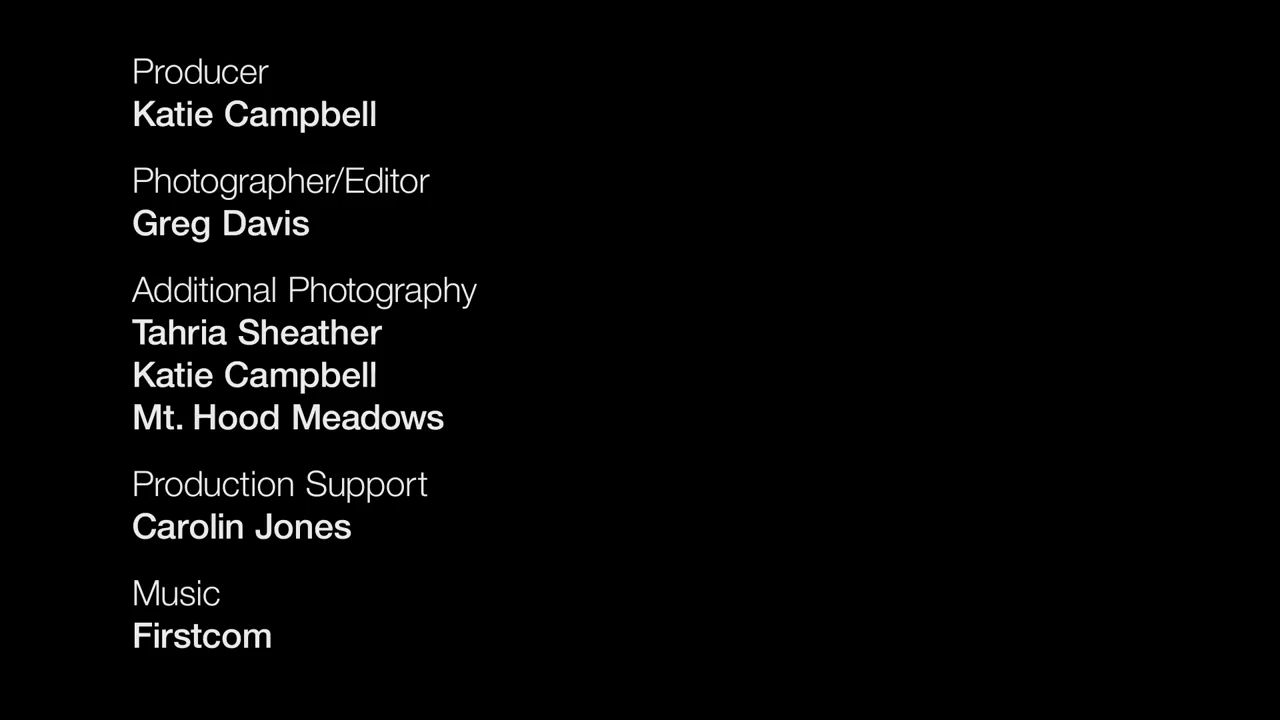 Producer
Katie Campbell
Photographer/Editor
Greg Davis
Additional Photography
Tahria Sheather
Katie Campbell
Mt. Hood Meadows
Production Support
Carolin Jones
Music
Firstcom